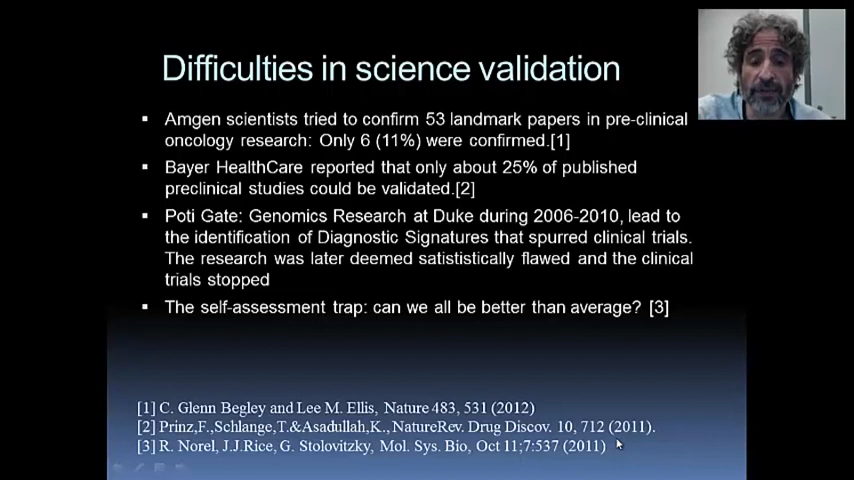 Difficulties in science validation
▪ Amgen scientists tried to confirm 53 landmark papers in pre-clinical
oncology research: Only 6 (11%) were confirmed.[1]
▪ Bayer HealthCare reported that only about 25% of published
preclinical studies could be validated.[2]
▪ Poti Gate: Genomics Research at Duke during 2006-2010, lead to
the identification of Diagnostic Signatures that spurred clinical trials.
The research was later deemed satististically flawed and the clinical
trials stopped
▪ The self-assessment trap: can we all be better than average? [3]
[1] C. Glenn Begley and Lee M. Ellis, Nature 483, 531 (2012)
[2] Prinz,F.,Schlange,T.&Asadullah,K., NatureRev. Drug Discov. 10, 712 (2011).
[3] R. Norel, J.J.Rice, G. Stolovitzky, Mol. Sys. Bio, Oct 11;7:537 (2011)